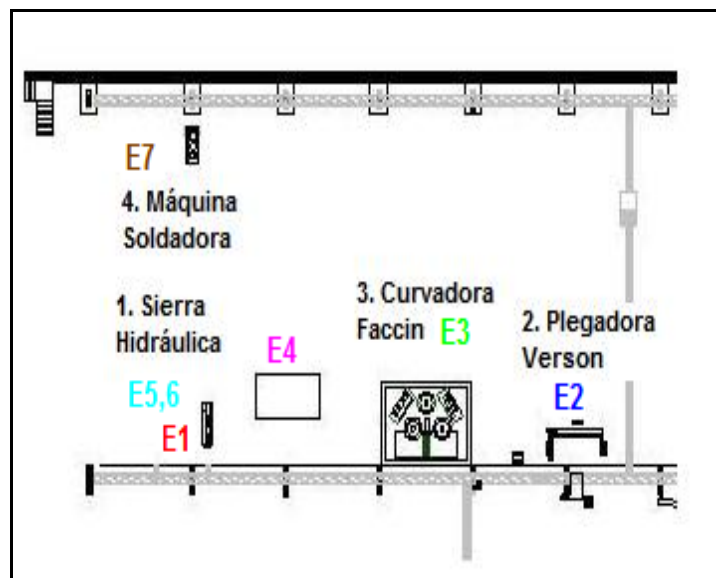 E7
4. Máquina
Soldadora
1. Sierra
Hidráulica
E5,6
E1
E4
3. Curvadora
Faccin E3
2. Plegadora
Verson
E2